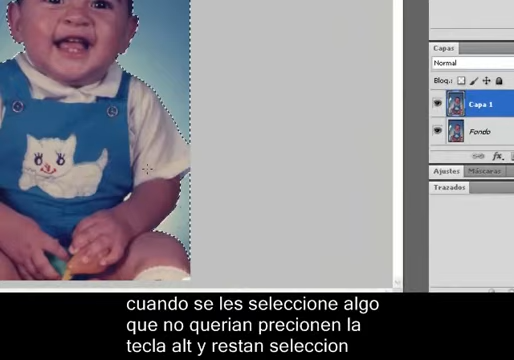 Capas
Normal
Bloq.:
Capa 1
Fondo
fx.
Ajustes Máscaras
Trazados
cuando se les seleccione algo
que no querian precionen la
tecla alt y restan seleccion